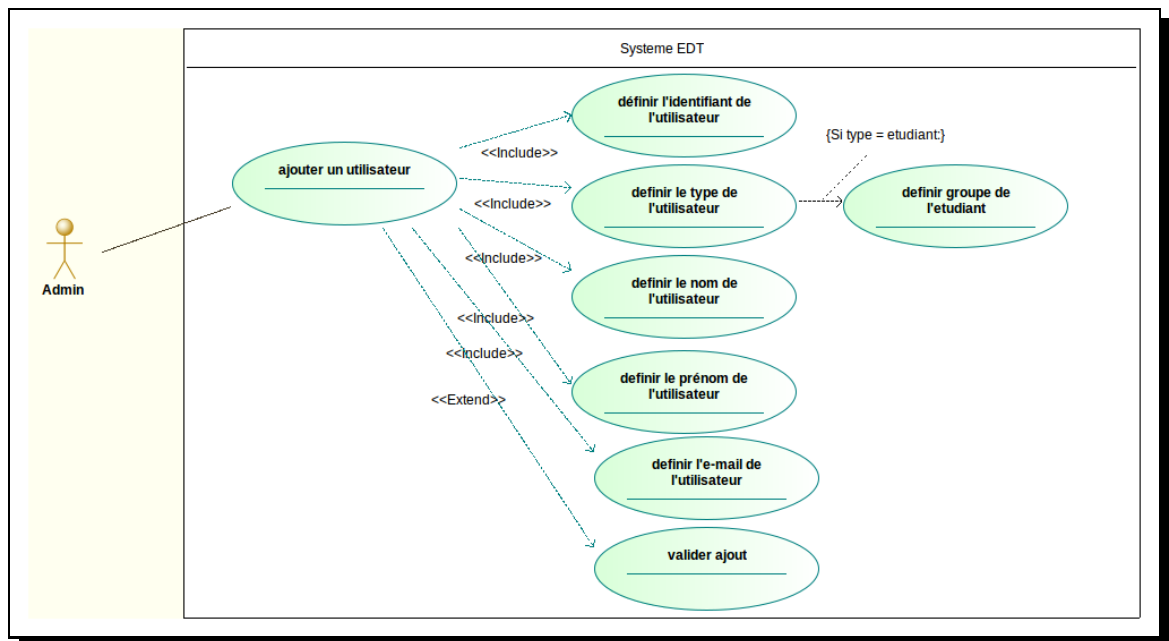 Systeme EDT
définir l'identifiant de
l'utilisateur
{Si type = etudiant:}
<<Include>>
ajouter un utilisateur
definir le type de
l'utilisateur
definir groupe de
l'etudiant
<<Include>>
<<Include>>
Admin
definir le nom de
l'utilisateur
<<Include>>
<<Include>>
definir le prénom de
l'utilisateur
<<Extend>>
definir l'e-mail de
l'utilisateur
valider ajout